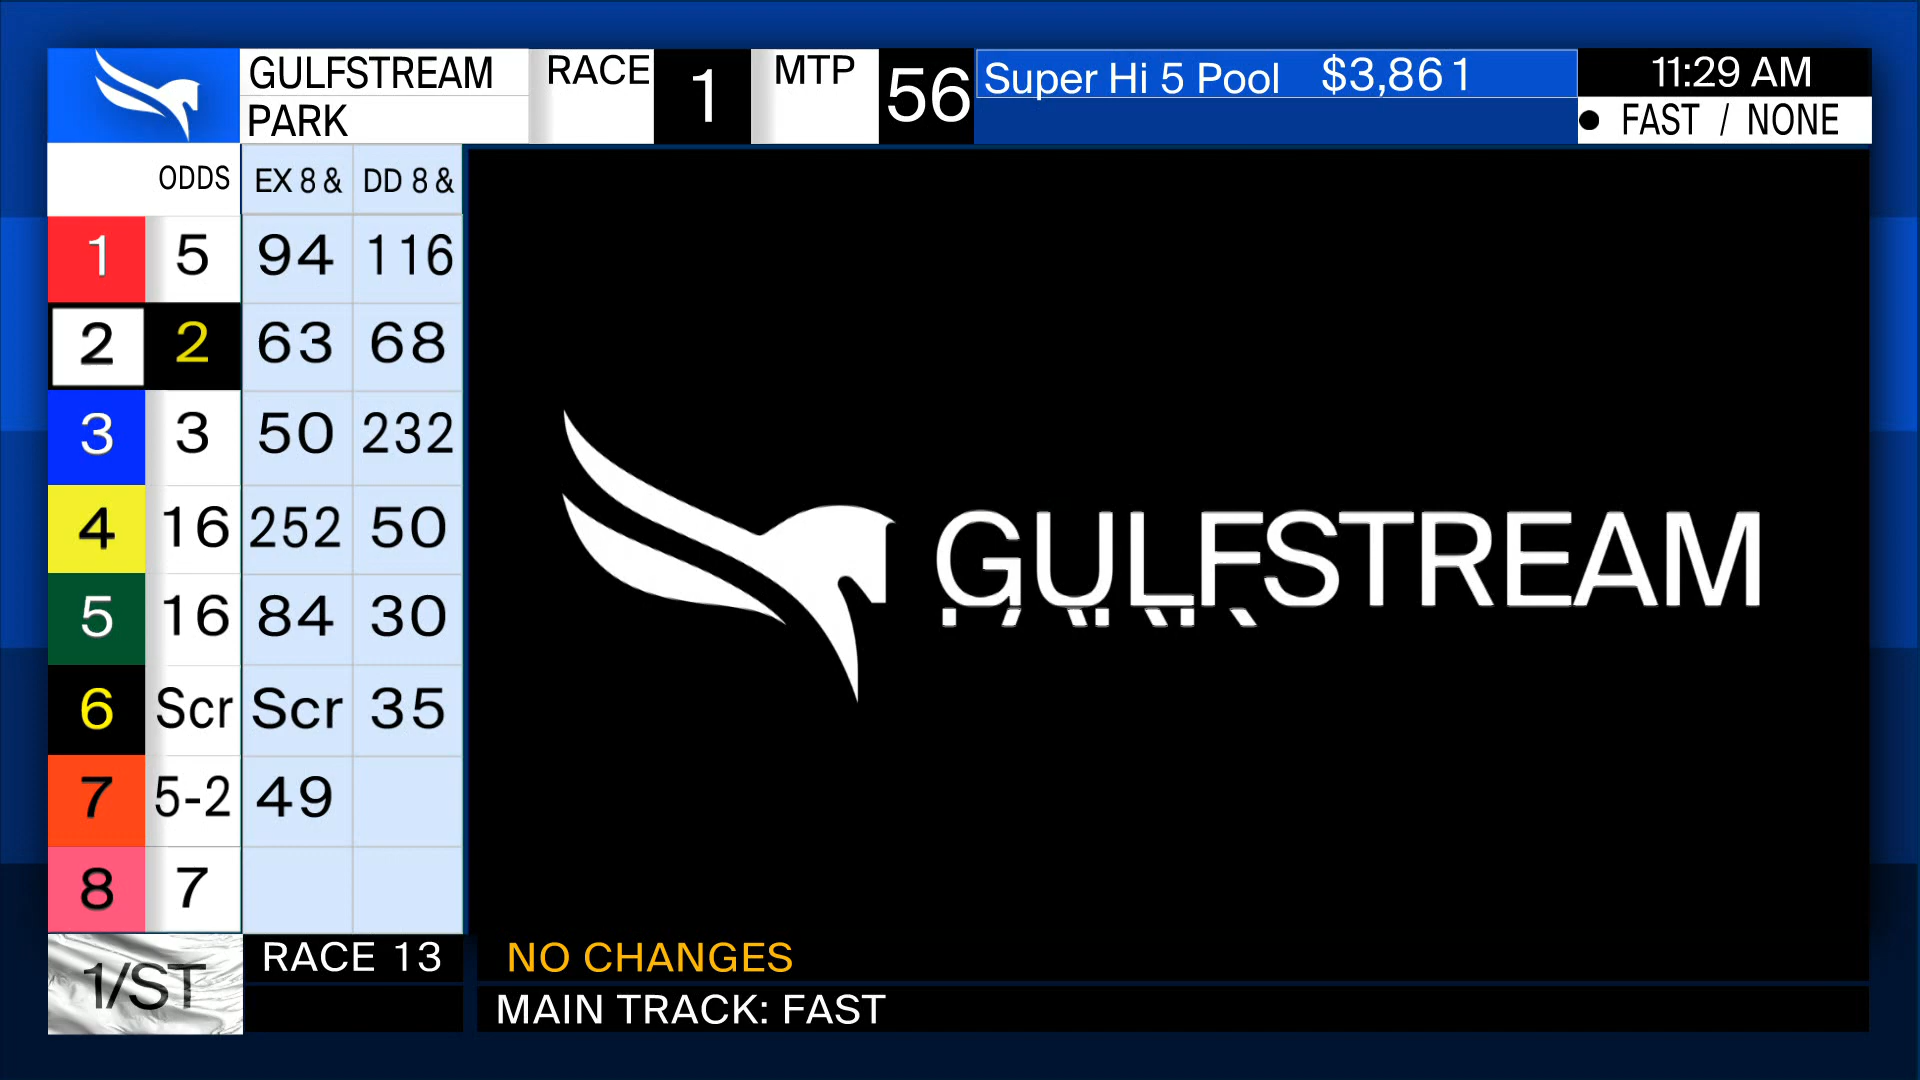 GULFSTREAM
PARK
RACE 1 MTP 56
Super Hi 5 Pool $3,861
11:29 AM
FAST / NONE
ODDS EX 8 & DD 8 &
1 5 94 116
2 2 63 68
3 3 50 232
4 16 252 50
5 16 84 30
6 Scr Scr 35
7 5-2 49
8 7
GULFSTREAM
1/ST
RACE 13
NO CHANGES
MAIN TRACK: FAST